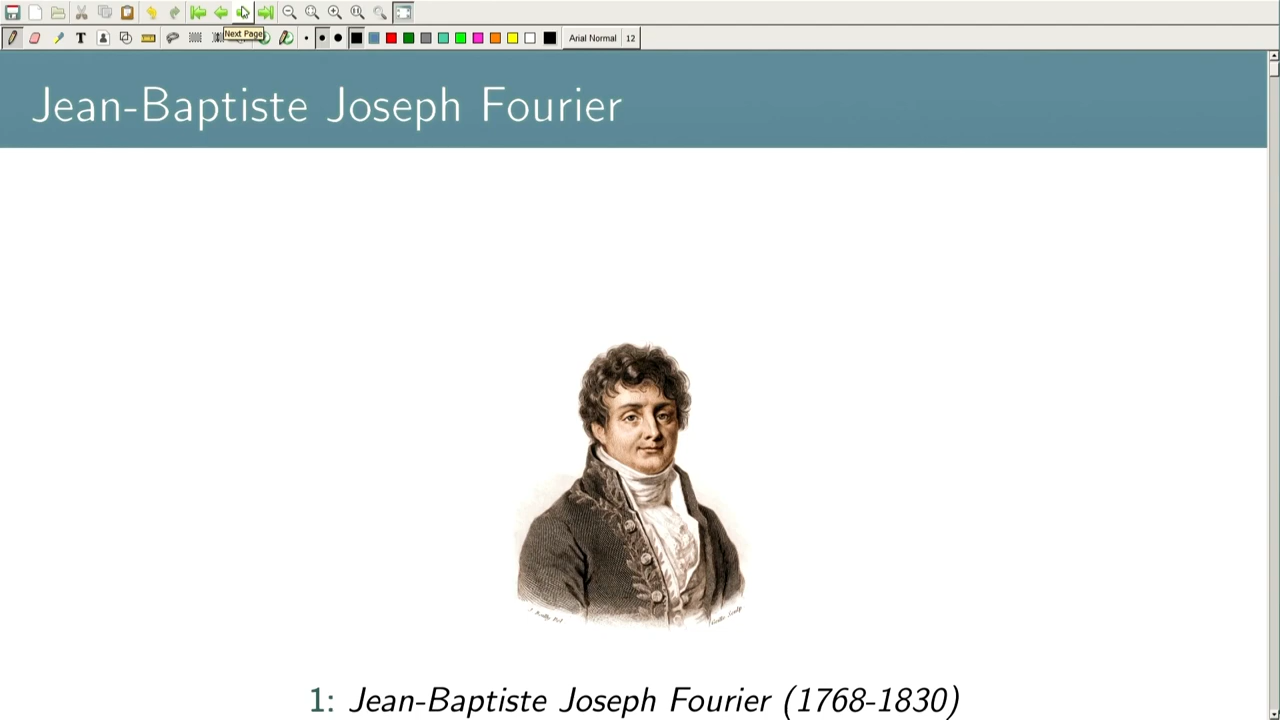 Next Page
Arial Normal 12
Jean-Baptiste Joseph Fourier
1: Jean-Baptiste Joseph Fourier (1768-1830)